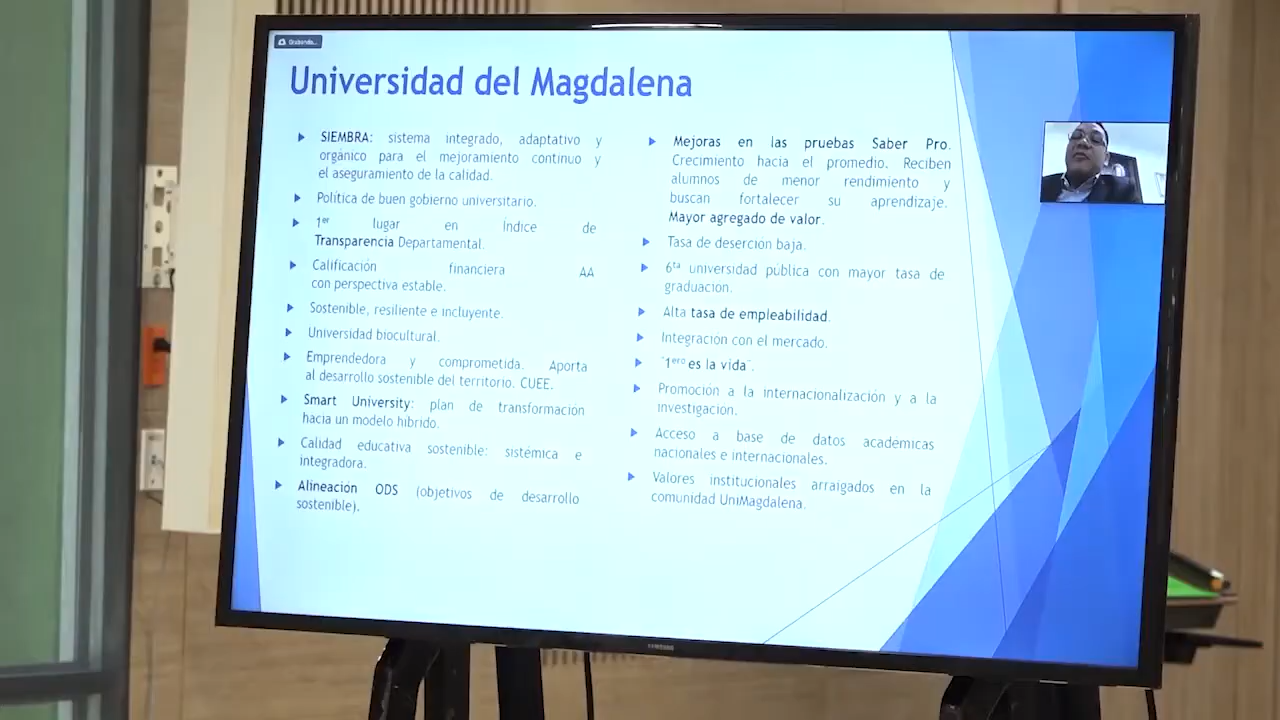 Universidad del Magdalena
SIEMBRA: sistema integrado, adaptativo y
orgánico para el mejoramiento continuo y
el aseguramiento de la calidad.
Política de buen gobierno universitario.
1er lugar en Índice de
Transparencia Departamental.
Calificación financiera AA
con perspectiva estable.
Sostenible, resiliente e incluyente.
Universidad biocultural.
Emprendedora y comprometida. Aporta
al desarrollo sostenible del territorio. CUEE.
Smart University: plan de transformación
hacia un modelo híbrido.
Calidad educativa sostenible: sistémica e
integradora.
Alineación ODS (objetivos de desarrollo
sostenible).
Mejoras en las pruebas Saber Pro.
Crecimiento hacia el promedio. Reciben
alumnos de menor rendimiento y
buscan fortalecer su aprendizaje.
Mayor agregado de valor.
Tasa de deserción baja.
6ta universidad pública con mayor tasa de
graduación.
Alta tasa de empleabilidad.
Integración con el mercado.
"1ero es la vida".
Promoción a la internacionalización y a la
investigación.
Acceso a base de datos académicas
nacionales e internacionales.
Valores institucionales arraigados en la
comunidad UniMagdalena.
SAMSUNG